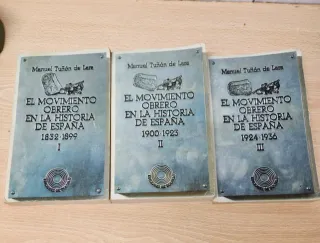 Manuel Tuñón de Lara
EL MOVIMIENTO
OBRERO
EN LA HISTORIA
DE ESPAÑA
1832-1899
I
Manuel Tuñón de Lara
EL MOVIMIENTO
OBRERO
EN LA HISTORIA
DE ESPAÑA
1900-1923
II
Manuel Tuñón de Lara
EL MOVIMIENTO
OBRERO
EN LA HISTORIA
DE ESPAÑA
1924-1936
III